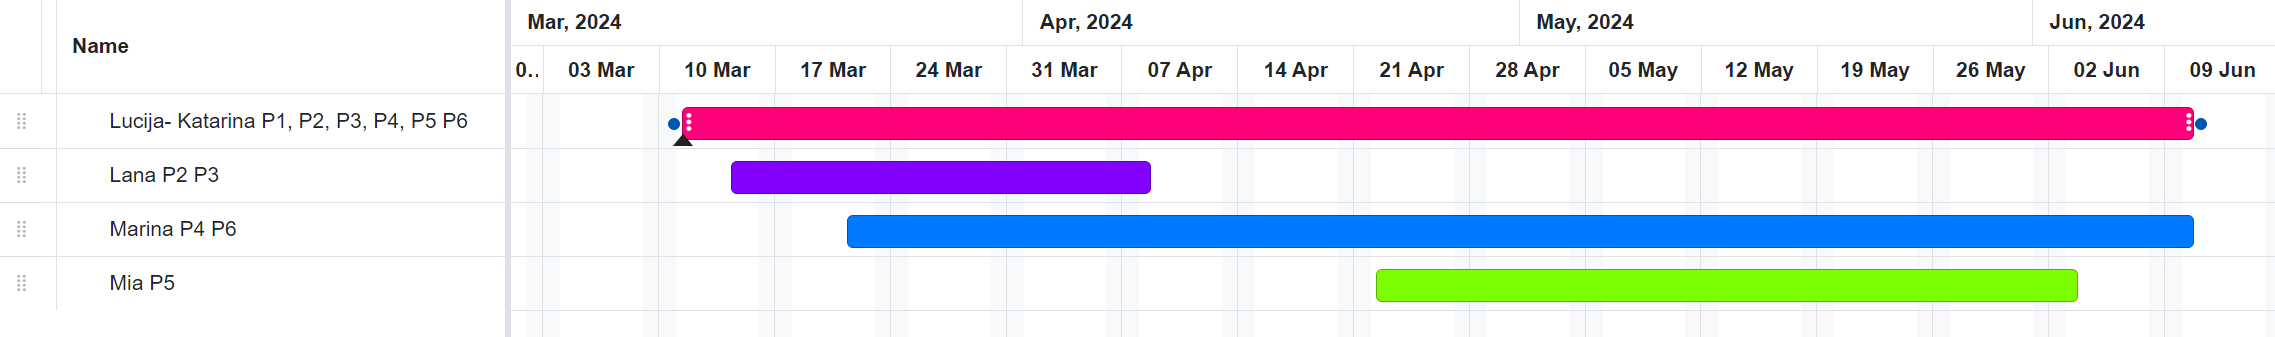 Name
Mar, 2024 Apr, 2024 May, 2024 Jun, 2024
0.. 03 Mar 10 Mar 17 Mar 24 Mar 31 Mar 07 Apr 14 Apr 21 Apr 28 Apr 05 May 12 May 19 May 26 May 02 Jun 09 Jun
Lucija- Katarina P1, P2, P3, P4, P5 P6
Lana P2 P3
Marina P4 P6
Mia P5